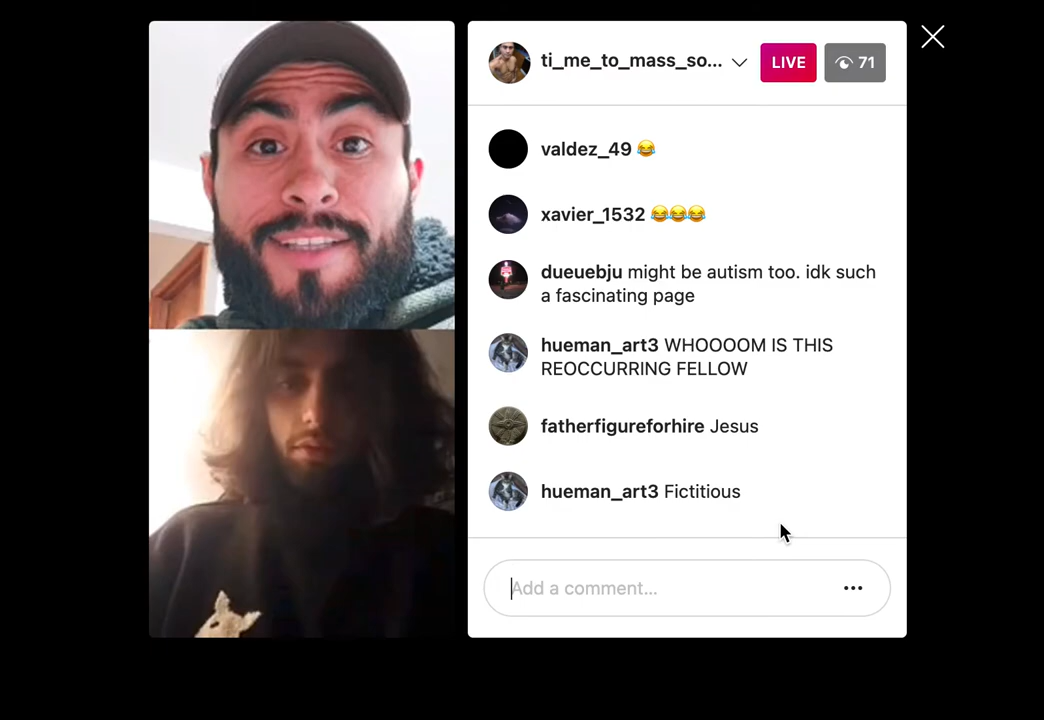 ti_me_to_mass_so...
LIVE
71
valdez_49 😂
xavier_1532 😂😂😂
dueuebju might be autism too. idk such
a fascinating page
hueman_art3 WHOOOOM IS THIS
REOCCURRING FELLOW
fatherfigureforhire Jesus
hueman_art3 Fictitious
Add a comment...